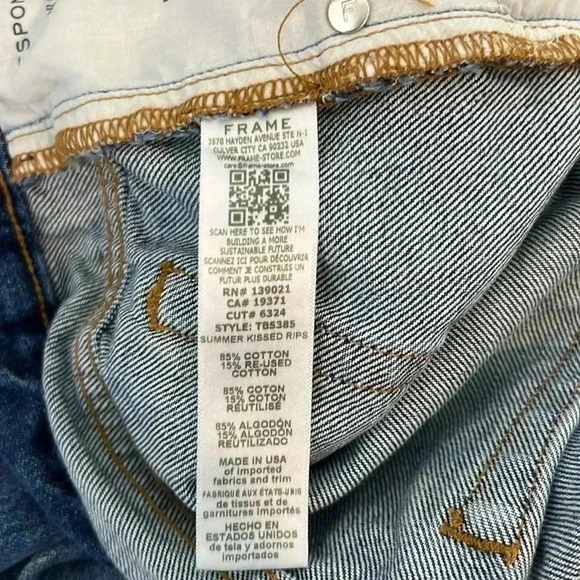 -SPON
F
FRAME
3578 HAYDEN AVENUE STE N-1
CULVER CITY CA 90232 USA
WWW.FRAME-STORE.COM
care@frame-store.com
SCAN HERE TO SEE HOW I'M
BUILDING A MORE
SUSTAINABLE FUTURE
SCANNEZ ICI POUR DÉCOUVRIR
COMMENT JE CONSTRUIS UN
FUTUR PLUS DURABLE
RN# 139021
CA# 19371
CUT# 6324
STYLE: TBS385
SUMMER KISSED RIPS
85% COTTON
15% RE-USED
COTTON
85% COTON
15% COTON
REUTILISÉ
85% ALGODÓN
15% ALGODÓN
REUTILIZADO
MADE IN USA
of imported
fabrics and trim
FABRIQUÉ AUX ÉTATS-UNIS
de tissus et de
garnitures importés
HECHO EN
ESTADOS UNIDOS
de tela y adornos
importados